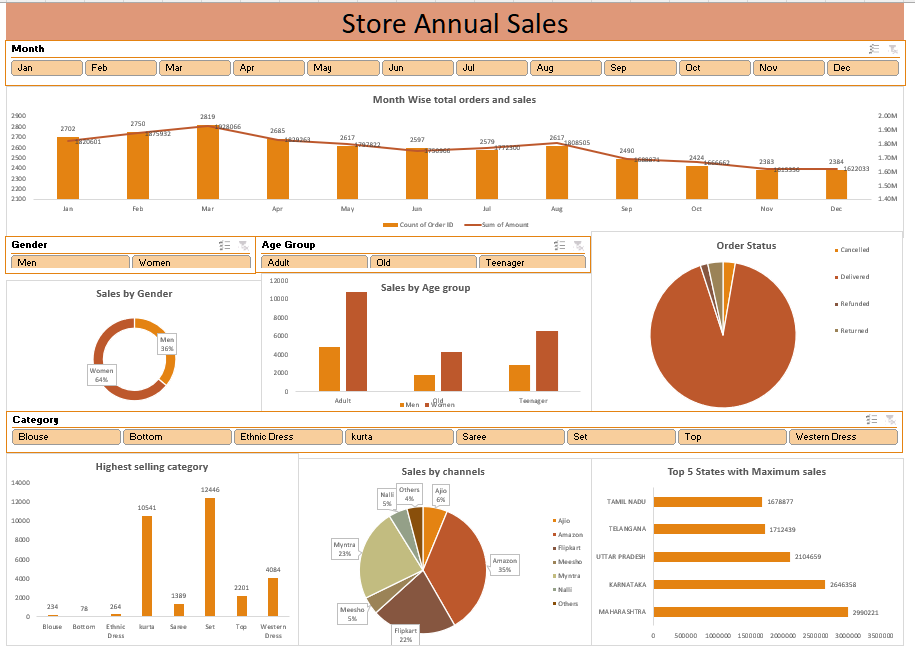 Store Annual Sales
Month
Jan Feb Mar Apr May Jun Jul Aug Sep Oct Nov Dec
Month Wise total orders and sales
2900 2800 2700 2600 2500 2400 2300 2200 2100
2702 2750 2819 2685 2617 2597 2579 2617 2490 2424 2383 2384
1820601 1875932 1928066 1829263 1797822 1772300 1808505 1688871 1666662 1622033
2.00M 1.90M 1.80M 1.70M 1.60M 1.50M 1.40M
Jan Feb Mar Apr May Jun Jul Aug Sep Oct Nov Dec
Count of Order ID Sum of Amount
Gender
Men Women
Age Group
Adult Old Teenager
Sales by Gender
Men
36%
Women
64%
Sales by Age group
12000
10000
8000
6000
4000
2000
0
Adult Old Teenager
Men Women
Order Status
Cancelled
Delivered
Refunded
Returned
Category
Blouse Bottom Ethnic Dress kurta Saree Set Top Western Dress
Highest selling category
14000
12000
10000
8000
6000
4000
2000
0
234 78 264 10541 1389 12446 2201 4084
Blouse Bottom Ethnic Dress kurta Saree Set Top Western Dress
Sales by channels
Nalli
5%
Others
4%
Ajio
6%
Myntra
23%
Amazon
35%
Meesho
5%
Flipkart
22%
Ajio
Amazon
Flipkart
Meesho
Myntra
Nalli
Others
Top 5 States with Maximum sales
TAMIL NADU 1678877
TELANGANA 1712439
UTTAR PRADESH 2104659
KARNATAKA 2646358
MAHARASHTRA 2990221
0 500000 1000000 1500000 2000000 2500000 3000000 3500000